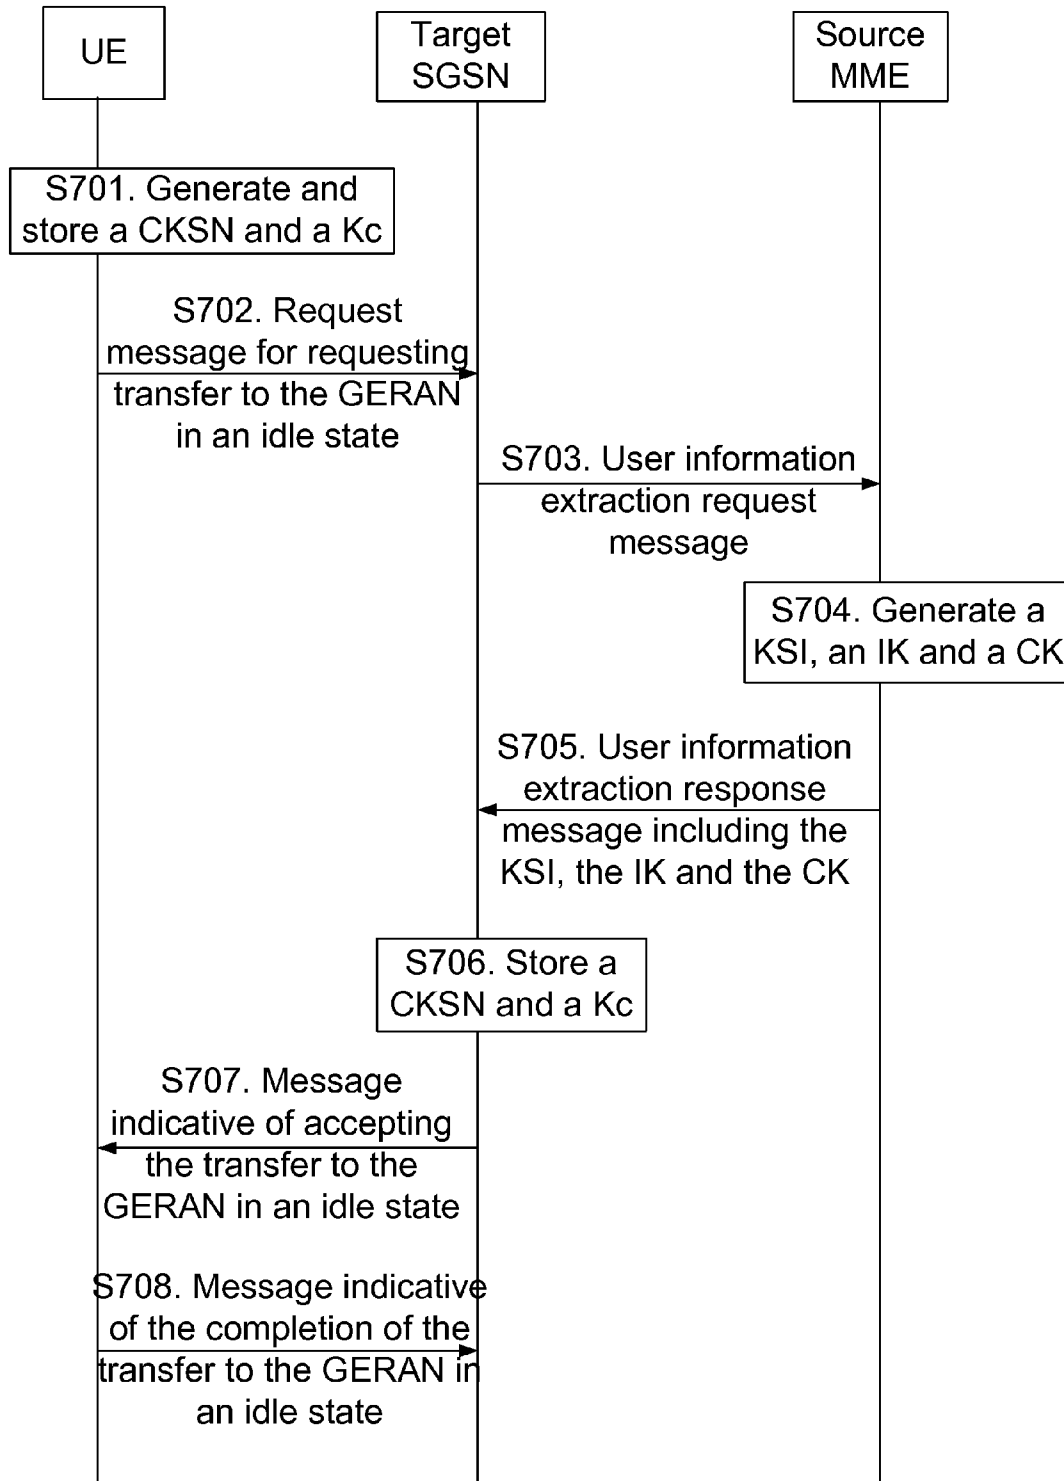 UE
Target
SGSN
Source
MME
S701. Generate and
store a CKSN and a Kc
S702. Request
message for requesting
transfer to the GERAN
in an idle state
S703. User information
extraction request
message
S704. Generate a
KSI, an IK and a CK
S705. User information
extraction response
message including the
KSI, the IK and the CK
S706. Store a
CKSN and a Kc
S707. Message
indicative of accepting
the transfer to the
GERAN in an idle state
S708. Message indicative
of the completion of the
transfer to the GERAN in
an idle state